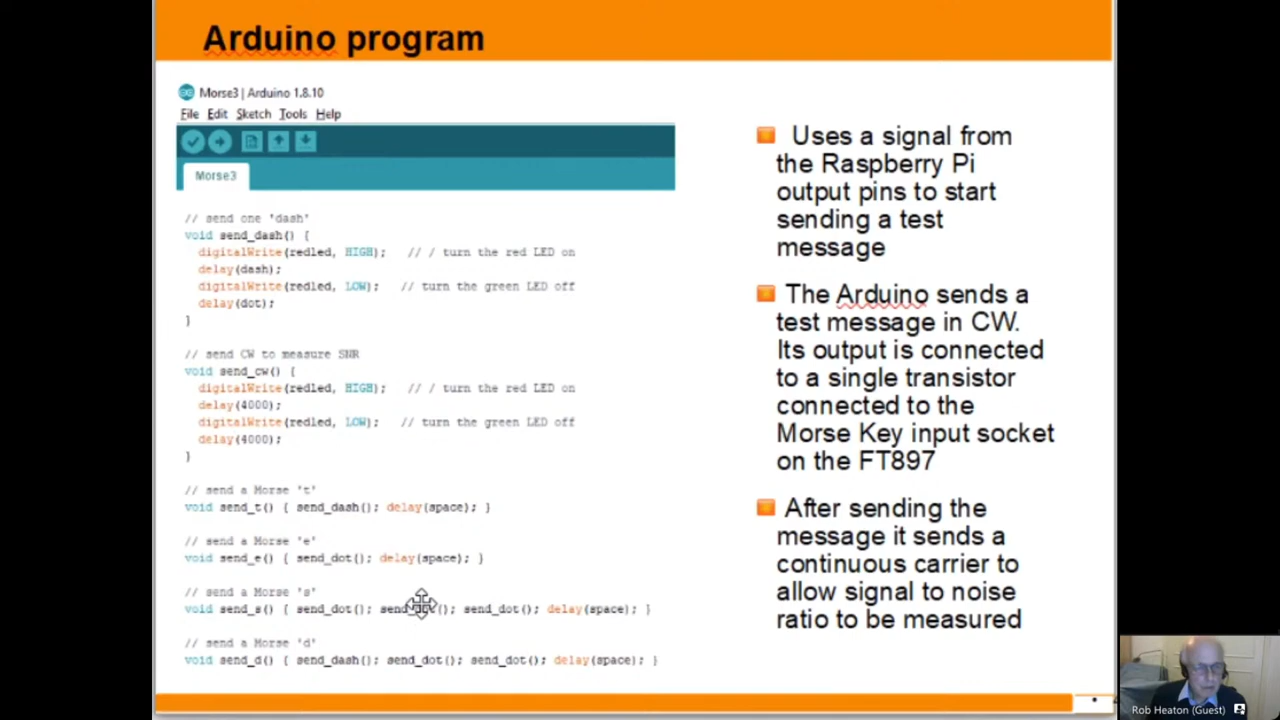 Arduino program
Morse3 | Arduino 1.8.10
File Edit Sketch Tools Help
Morse3
// send one 'dash'
void send_dash() {
digitalWrite(redled, HIGH); // / turn the red LED on
delay(dash);
digitalWrite(redled, LOW); // turn the green LED off
delay(dot);
}
// send CW to measure SNR
void send_cw() {
digitalWrite(redled, HIGH); // / turn the red LED on
delay(4000);
digitalWrite(redled, LOW); // turn the green LED off
delay(4000);
}
// send a Morse 't'
void send_t() { send_dash(); delay(space); }
// send a Morse 'e'
void send_e() { send_dot(); delay(space); }
// send a Morse 's'
void send_s() { send_dot(); send_dot(); send_dot(); delay(space); }
// send a Morse 'd'
void send_d() { send_dash(); send_dot(); send_dot(); delay(space); }
Uses a signal from
the Raspberry Pi
output pins to start
sending a test
message
The Arduino sends a
test message in CW.
Its output is connected
to a single transistor
connected to the
Morse Key input socket
on the FT897
After sending the
message it sends a
continuous carrier to
allow signal to noise
ratio to be measured
Rob Heaton (Guest)